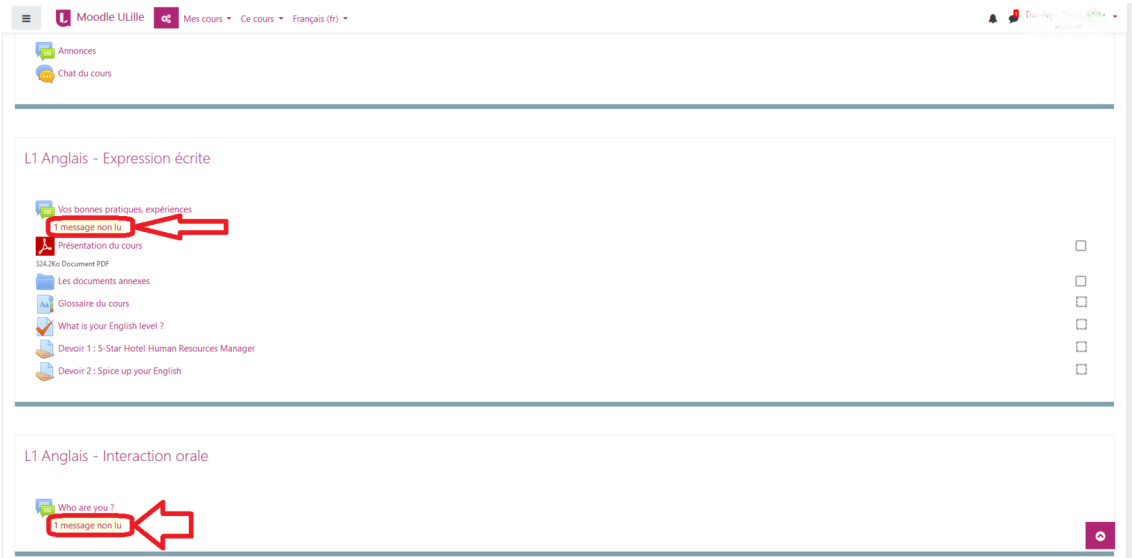 Moodle ULille Mes cours Ce cours Français (fr)
Annonces
Chat du cours
L1 Anglais - Expression écrite
Vos bonnes pratiques, expériences
1 message non lu
Présentation du cours
324.2Ko Document PDF
Les documents annexes
Glossaire du cours
What is your English level ?
Devoir 1 : 5-Star Hotel Human Resources Manager
Devoir 2 : Spice up your English
L1 Anglais - Interaction orale
Who are you ?
1 message non lu